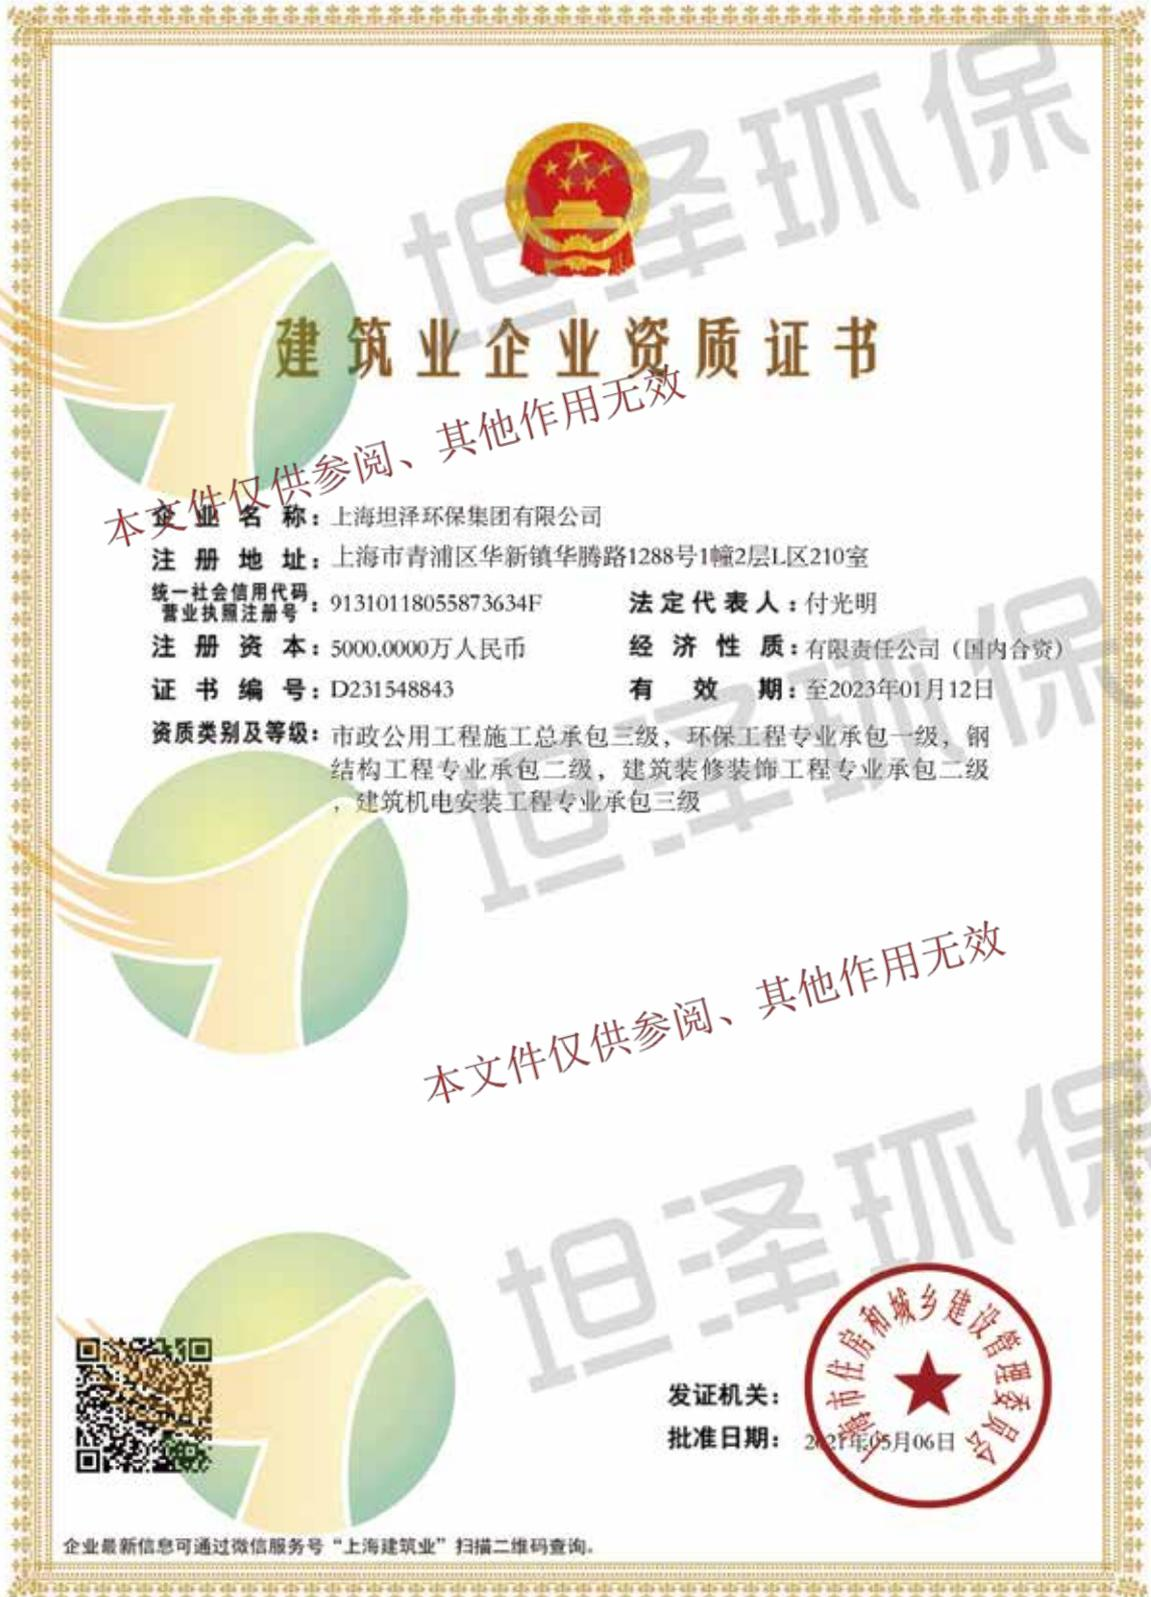 坦泽环保
建筑业企业资质证书
本文件仅供参阅、其他作用无效
企业名称：上海坦泽环保集团有限公司
注册地址：上海市青浦区华新镇华腾路1288号1幢2层L区210室
统一社会信用代码
营业执照注册号：91310118055873634F 法定代表人：付光明
注册资本：5000.0000万人民币 经济性质：有限责任公司（国内合资）
证书编号：D231548843 有效期：至2023年01月12日
资质类别及等级：市政公用工程施工总承包三级，环保工程专业承包一级，钢
结构工程专业承包二级，建筑装修装饰工程专业承包二级
，建筑机电安装工程专业承包三级
坦泽环保
本文件仅供参阅、其他作用无效
坦泽环保
上海市住房和城乡建设管理委员会
发证机关：
批准日期：2021年05月06日
企业最新信息可通过微信服务号“上海建筑业”扫描二维码查询。